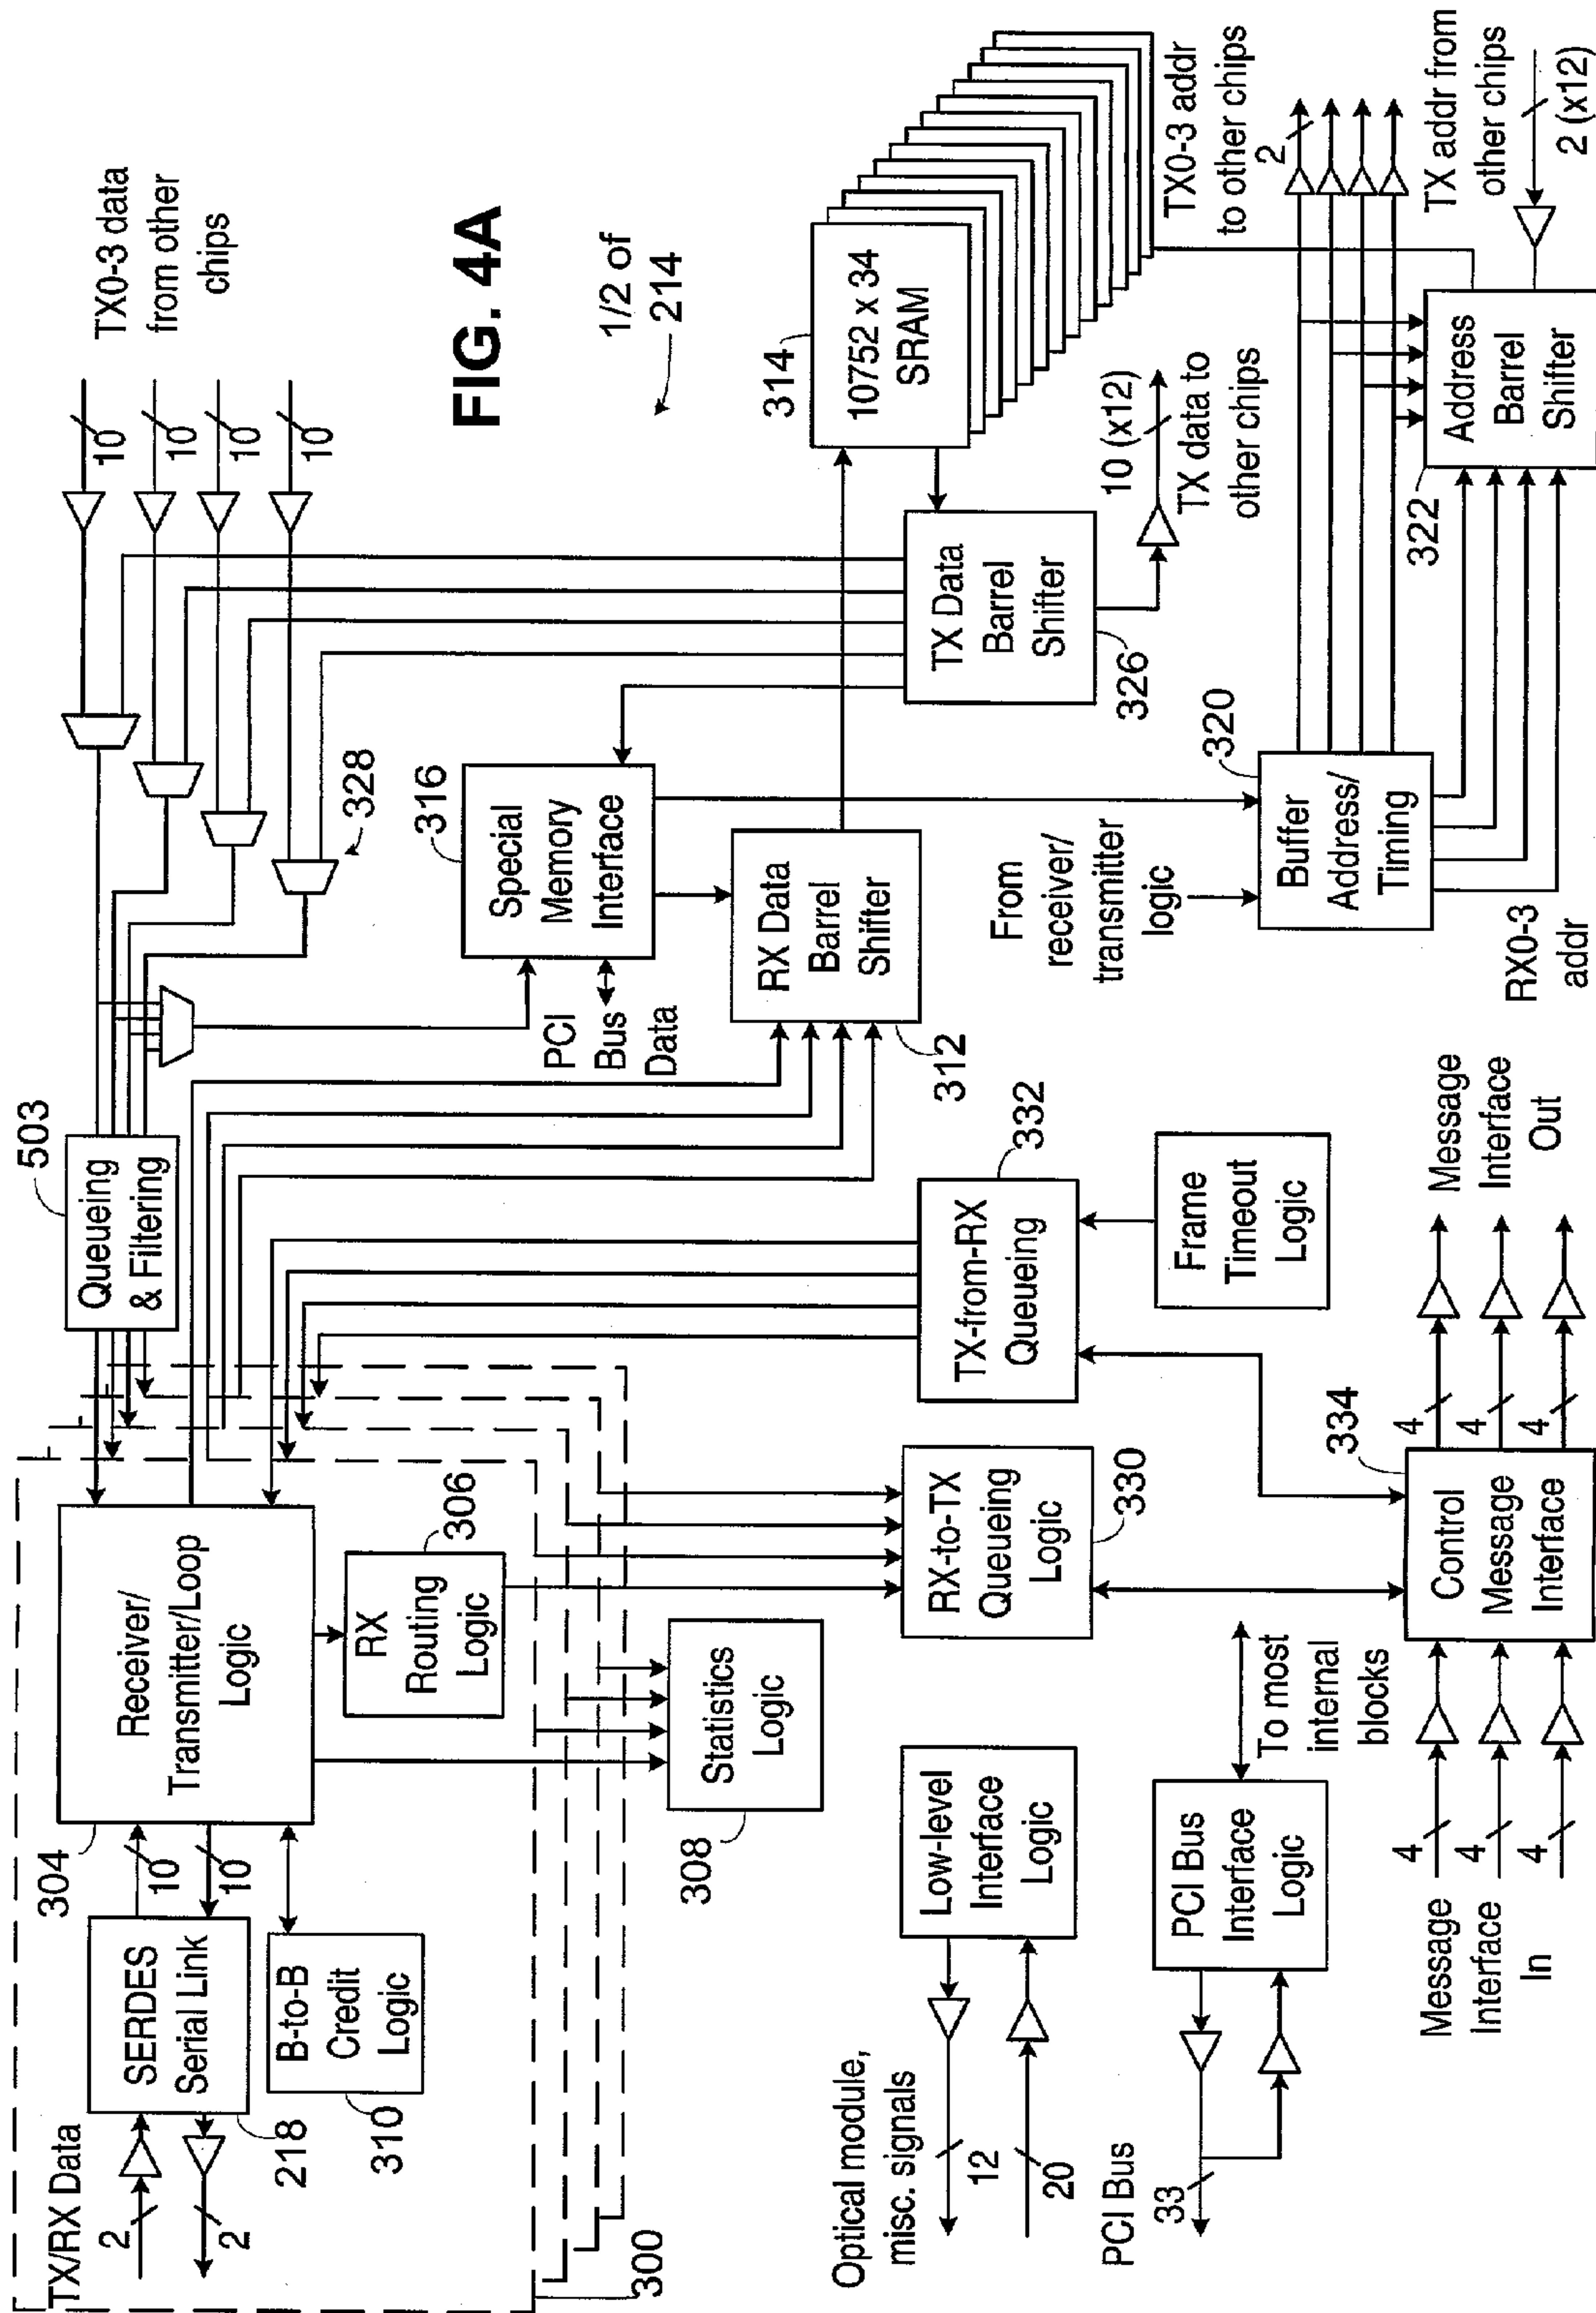 FIG. 4A
1/2 of
214
TX/RX Data
2
2
SERDES
Serial Link
218
10
10
304
Receiver/
Transmitter/Loop
Logic
B-to-B
Credit
Logic
310
RX
Routing
Logic
306
300
Statistics
Logic
308
503
Queueing
& Filtering
TX0-3 data
from other
chips
10
10
10
10
328
316
Special
Memory
Interface
PCI
Bus
Data
RX Data
Barrel
Shifter
312
314
10752 x 34
SRAM
TX Data
Barrel
Shifter
326
10 (x12)
TX data to
other chips
Optical module,
misc. signals
12
20
Low-level
Interface
Logic
RX-to-TX
Queueing
Logic
330
TX-from-RX
Queueing
332
Frame
Timeout
Logic
From
receiver/
transmitter
logic
320
Buffer
Address/
Timing
RX0-3
addr
TX0-3 addr
to other chips
2
322
Address
Barrel
Shifter
TX addr from
other chips
2 (x12)
PCI Bus
33
PCI Bus
Interface
Logic
To most
internal
blocks
Message
Interface
In
4
4
4
334
Control
Message
Interface
4
4
4
Message
Interface
Out